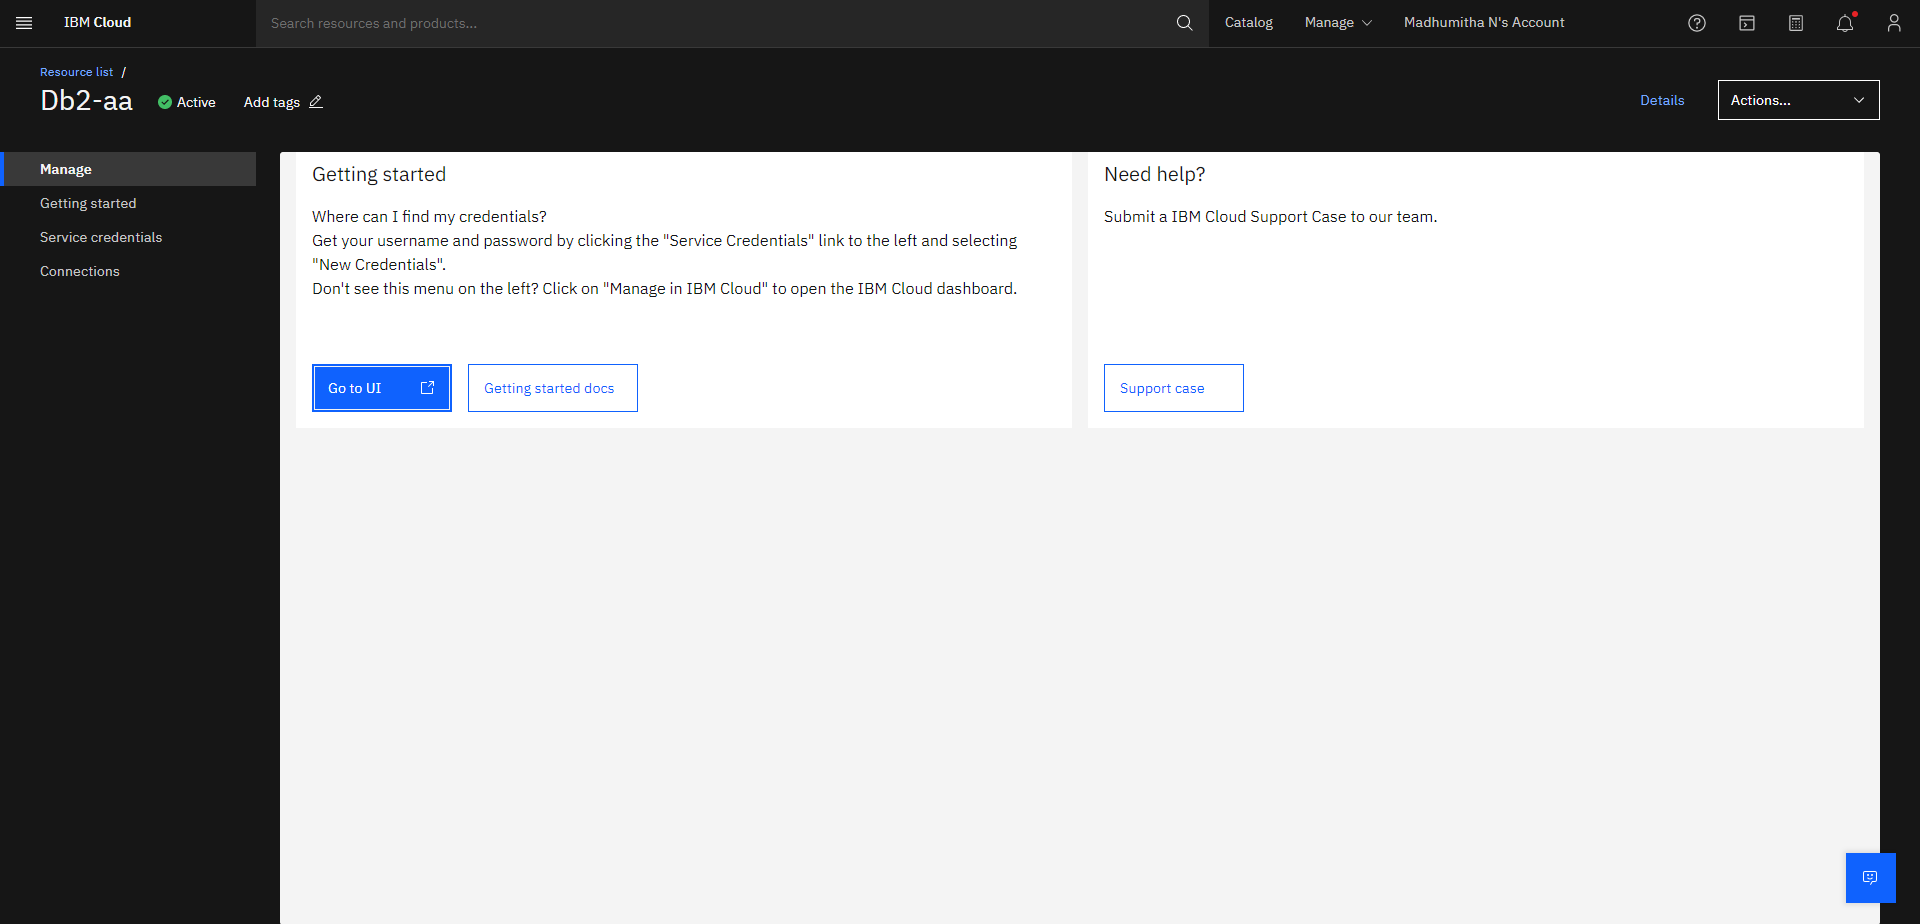 IBM Cloud
Search resources and products...
Catalog
Manage
Madhumitha N's Account
Resource list /
Db2-aa
Active
Add tags
Details
Actions...
Manage
Getting started
Service credentials
Connections
Getting started
Where can I find my credentials?
Get your username and password by clicking the "Service Credentials" link to the left and selecting
"New Credentials".
Don't see this menu on the left? Click on "Manage in IBM Cloud" to open the IBM Cloud dashboard.
Go to UI
Getting started docs
Need help?
Submit a IBM Cloud Support Case to our team.
Support case